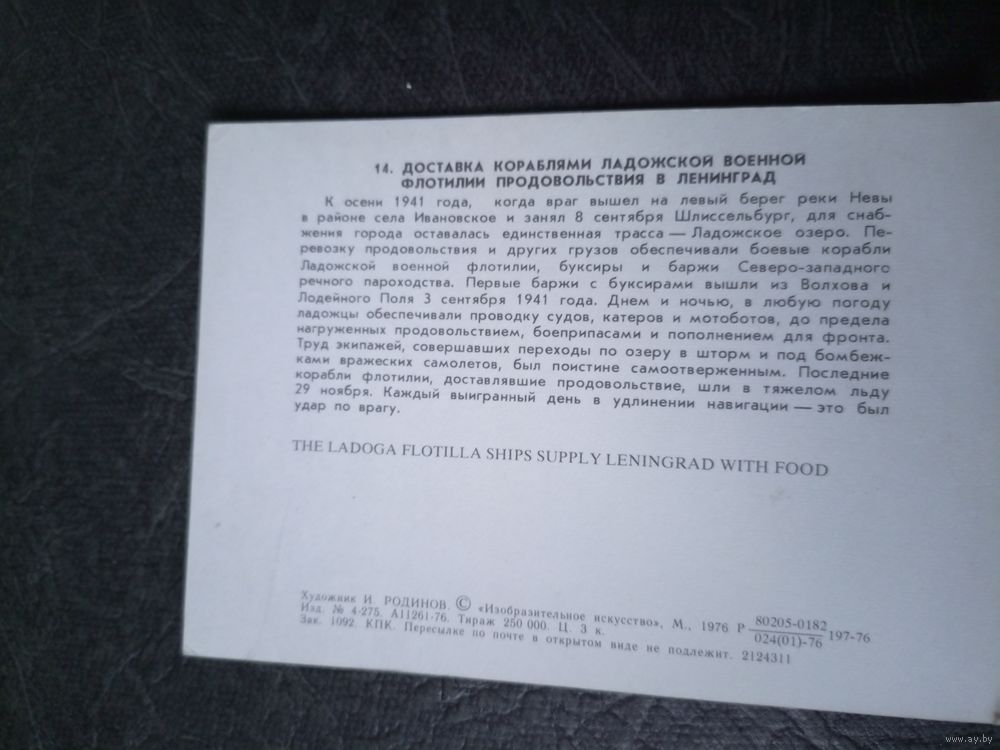 14. ДОСТАВКА КОРАБЛЯМИ ЛАДОЖСКОЙ ВОЕННОЙ
ФЛОТИЛИИ ПРОДОВОЛЬСТВИЯ В ЛЕНИНГРАД
К осени 1941 года, когда враг вышел на левый берег реки Невы
в районе села Ивановское и занял 8 сентября Шлиссельбург, для снаб-
жения города оставалась единственная трасса — Ладожское озеро. Пе-
ревозку продовольствия и других грузов обеспечивали боевые корабли
Ладожской военной флотилии, буксиры и баржи Северо-западного
речного пароходства. Первые баржи с буксирами вышли из Волхова и
Лодейного Поля 3 сентября 1941 года. Днем и ночью, в любую погоду
ладожцы обеспечивали проводку судов, катеров и мотоботов, до предела
нагруженных продовольствием, боеприпасами и пополнением для фронта.
Труд экипажей, совершавших переходы по озеру в шторм и под бомбеж-
ками вражеских самолетов, был поистине самоотверженным. Последние
корабли флотилии, доставлявшие продовольствие, шли в тяжелом льду
29 ноября. Каждый выигранный день в удлинении навигации — это был
удар по врагу.
THE LADOGA FLOTILLA SHIPS SUPPLY LENINGRAD WITH FOOD
Художник И. РОДИНОВ. © «Изобразительное искусство», М., 1976 Р 80205-0182/024(01)-76 197-76
Изд. № 4-275. А11261-76. Тираж 250 000. Ц. 3 к.
Зак. 1092. КПК. Пересылке по почте в открытом виде не подлежит. 2124311
www.ay.by